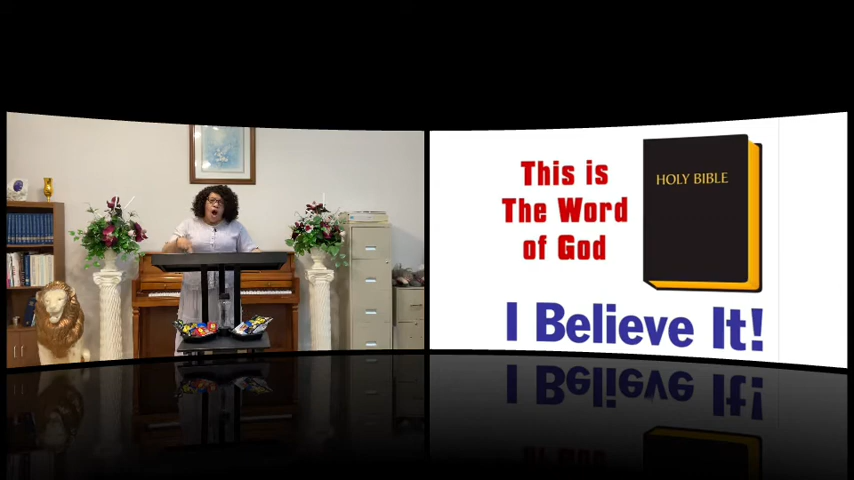 This is
The Word
of God
HOLY BIBLE
I Believe It!